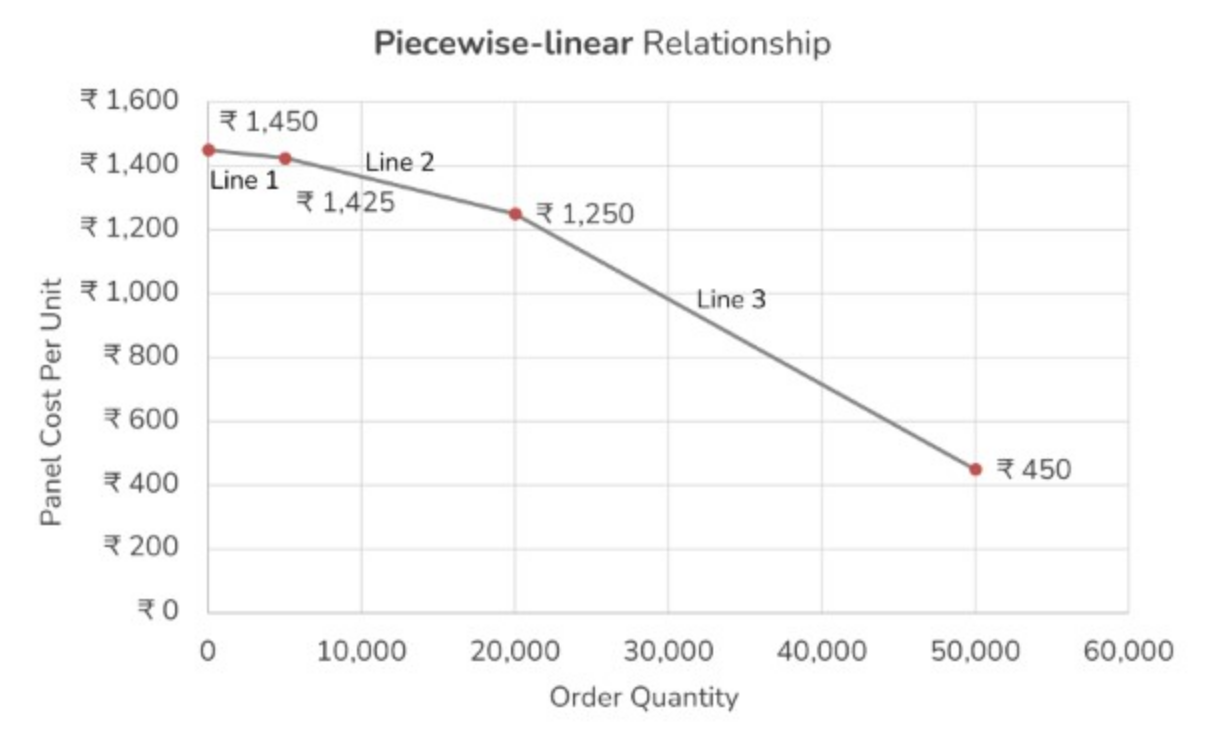 Piecewise-linear Relationship
₹ 1,600
₹ 1,450
₹ 1,400
Line 1
Line 2
₹ 1,425
₹ 1,200
₹ 1,250
₹ 1,000
Line 3
₹ 800
₹ 600
₹ 400
₹ 450
₹ 200
₹ 0
Panel Cost Per Unit
0 10,000 20,000 30,000 40,000 50,000 60,000
Order Quantity